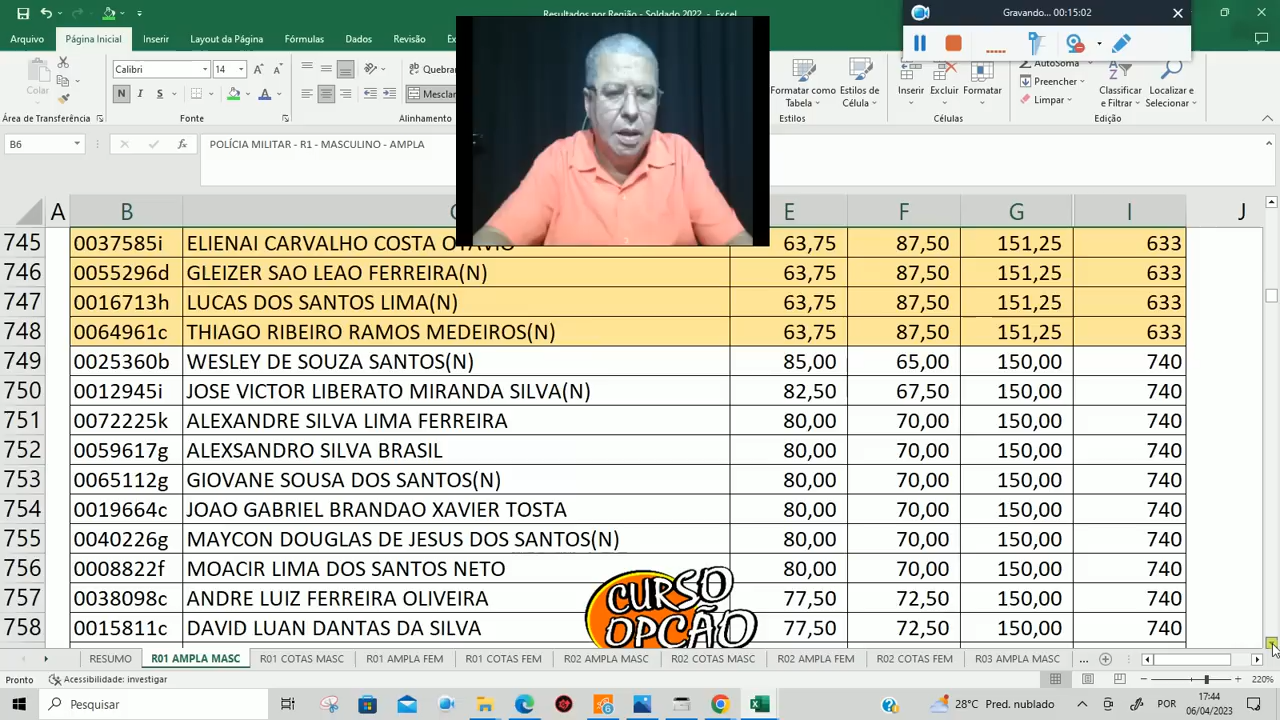 Resultados por Região - Soldado 2022 - Excel
Gravando... 00:15:02
Arquivo Página Inicial Inserir Layout da Página Fórmulas Dados Revisão
Colar
Calibri 14
N I S
Quebrar
Mesclar
Formatar como Tabela
Estilos de Célula
Inserir Excluir Formatar
AutoSoma
Preencher
Limpar
Classificar e Filtrar
Localizar e Selecionar
Área de Transferência Fonte Alinhamento Estilos Células Edição
B6 POLÍCIA MILITAR - R1 - MASCULINO - AMPLA
A B C E F G I J
745 0037585i ELIENAI CARVALHO COSTA OTAVIO 63,75 87,50 151,25 633
746 0055296d GLEIZER SAO LEAO FERREIRA(N) 63,75 87,50 151,25 633
747 0016713h LUCAS DOS SANTOS LIMA(N) 63,75 87,50 151,25 633
748 0064961c THIAGO RIBEIRO RAMOS MEDEIROS(N) 63,75 87,50 151,25 633
749 0025360b WESLEY DE SOUZA SANTOS(N) 85,00 65,00 150,00 740
750 0012945i JOSE VICTOR LIBERATO MIRANDA SILVA(N) 82,50 67,50 150,00 740
751 0072225k ALEXANDRE SILVA LIMA FERREIRA 80,00 70,00 150,00 740
752 0059617g ALEXSANDRO SILVA BRASIL 80,00 70,00 150,00 740
753 0065112g GIOVANE SOUSA DOS SANTOS(N) 80,00 70,00 150,00 740
754 0019664c JOAO GABRIEL BRANDAO XAVIER TOSTA 80,00 70,00 150,00 740
755 0040226g MAYCON DOUGLAS DE JESUS DOS SANTOS(N) 80,00 70,00 150,00 740
756 0008822f MOACIR LIMA DOS SANTOS NETO 80,00 70,00 150,00 740
757 0038098c ANDRE LUIZ FERREIRA OLIVEIRA 77,50 72,50 150,00 740
758 0015811c DAVID LUAN DANTAS DA SILVA 77,50 72,50 150,00 740
CURSO
OPCÃO
RESUMO R01 AMPLA MASC R01 COTAS MASC R01 AMPLA FEM R01 COTAS FEM R02 AMPLA MASC R02 COTAS MASC R02 AMPLA FEM R02 COTAS FEM R03 AMPLA MASC ...
Pronto Acessibilidade: investigar 220%
Pesquisar 28°C Pred. nublado POR 17:44
06/04/2023